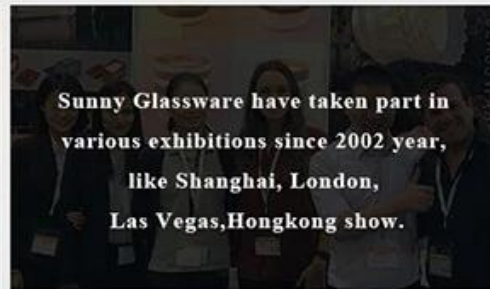 Sunny Glassware have taken part in
various exhibitions since 2002 year,
like Shanghai, London,
Las Vegas,Hongkong show.